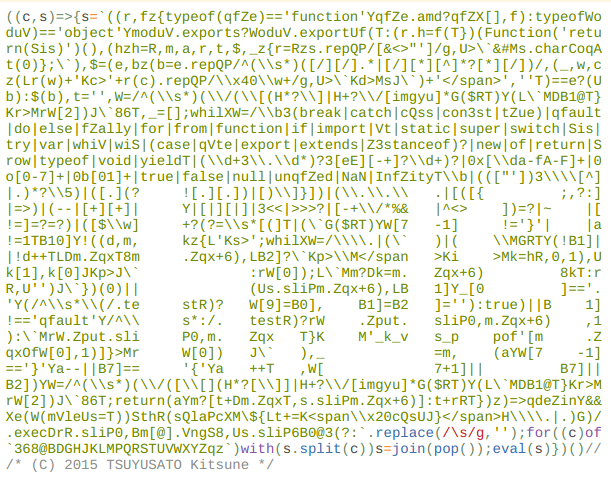 ((c,s)=>{s=`((r,fz{typeof(qfZe)=='function'YqfZe.amd?qfZX[],f):typeofWo
duV)=='object'YmoduV.exports?WoduV.exportUf(T:(r.h=f(T})(Function('retu
rn(Sis)')(),(hzh=R,m,a,r,t,$,_z{r=Rzs.repQP/[&<>"']/g,U>\`&#Ms.charCoqA
t(0)};\`),$=(e,bz(b=e.repQP/^(\\s*)([/][/].*|[/][*][^]*?[*][/])/,(_,w,c
z(Lr(w)+'Kc>'+r(c).repQP/\\x40\\w+/g,U>\`Kd>MsJ\`)+'</span>',''T)==e?(U
b):$(b),t='',W=/^(\\s*)(\\/(\\[[(H*?\\]|H+?\\/[imgyu]*G($RT)Y(L\`MDB1@T}
Kr>MrW[2])J\`86T,_=[];whilXW=/\\b3(break|catch|cQss|con3st|tZue)|qfault
|do|else|fZally|for|from|function|if|import|Vt|static|super|switch|Sis|
try|var|whiV|wiS|(case|qVte|export|extends|Z3stanceof)?|new|of|return|S
row|typeof|void|yieldT|(\\d+3\\.\\d*)?3[eE][-+]?\\d+)?|0x[\\da-fA-F]+|0
o[0-7]+|0b[01]+|true|false|null|unqfZed|NaN|InfZityT\\b|((["'])3\\\\[^]
|.)*?\\5)|([.](?      ![.][.])|[)\\]}])|(\\.\\.\\    .|[([{      ;,?:]
|=>)|(--|[+][+]|      Y|[|]|[|]|3<<|>>>?|[-+\\/*%&   |^<>    ])=?|~   |[
!=]=?=?)|([$\\w]      +?(?=\\s*[(]T|(\`G($RT)YW[7    -1]     !='}'|   |a
!=1TB10]Y!((d,m,      kz{L'Ks>';whilXW=/\\\\.|(\`    )|(     \\MGRTY(!B1]|
|!d++TLDm.ZqxT8m      .Zqx+6),LB2]?\`Kp>\\M</span    >Ki     >Mk=hR,0,1),U
k[1],k[0]JKp>J\`           :rW[0]);L\`Mm?Dk=m.       Zqx+6)      8kT:r
R,U'')J\`})(0)||           (Us.sliPm.Zqx+6),LB       1]Y_[0      ]=='.
'Y(/^\\s*\\(/.te      stR)?   W[9]=B0],    B1]=B2    ]=''):true)||B   1]
!=='qfault'Y/^\\      s*:/.   testR)?rW    .Zput.    sliP0,m.Zqx+6)   ,1
):\`MrW.Zput.sli      P0,m.   Zqx   T}K    M'_k_v    s_p     pof'[m   .Z
qxOfW[0],1)]}>Mr      W[0])   J\`   ),_              =m,     (aYW[7   -1]
=='}'Ya--||B7]==      '{'Ya   ++T   ,W[              7+1]||      B7]||
B2])YW=/^(\\s*)(\\/([\\[](H*?[\\]]|H+?\\/[imgyu]*G($RT)Y(L\`MDB1@T}Kr>M
rW[2])J\`86T;return(aYm?[t+Dm.ZqxT,s.sliPm.Zqx+6)]:t+rRT})z)=>qdeZinY&&
Xe(W(mVleUs=T))SthR(sQlaPcXM\${Lt+=K<span\\x20cQsUJ}</span>H\\\\.|.)G)/
.execDrR.sliP0,Bm[@].VngS8,Us.sliP6B0@3(?:`.replace(/\s/g,'');for((c)of
`368@BDGHJKLMPQRSTUVWXYZqz`)with(s.split(c))s=join(pop());eval(s)})()//
/* (C) 2015 TSUYUSATO Kitsune */